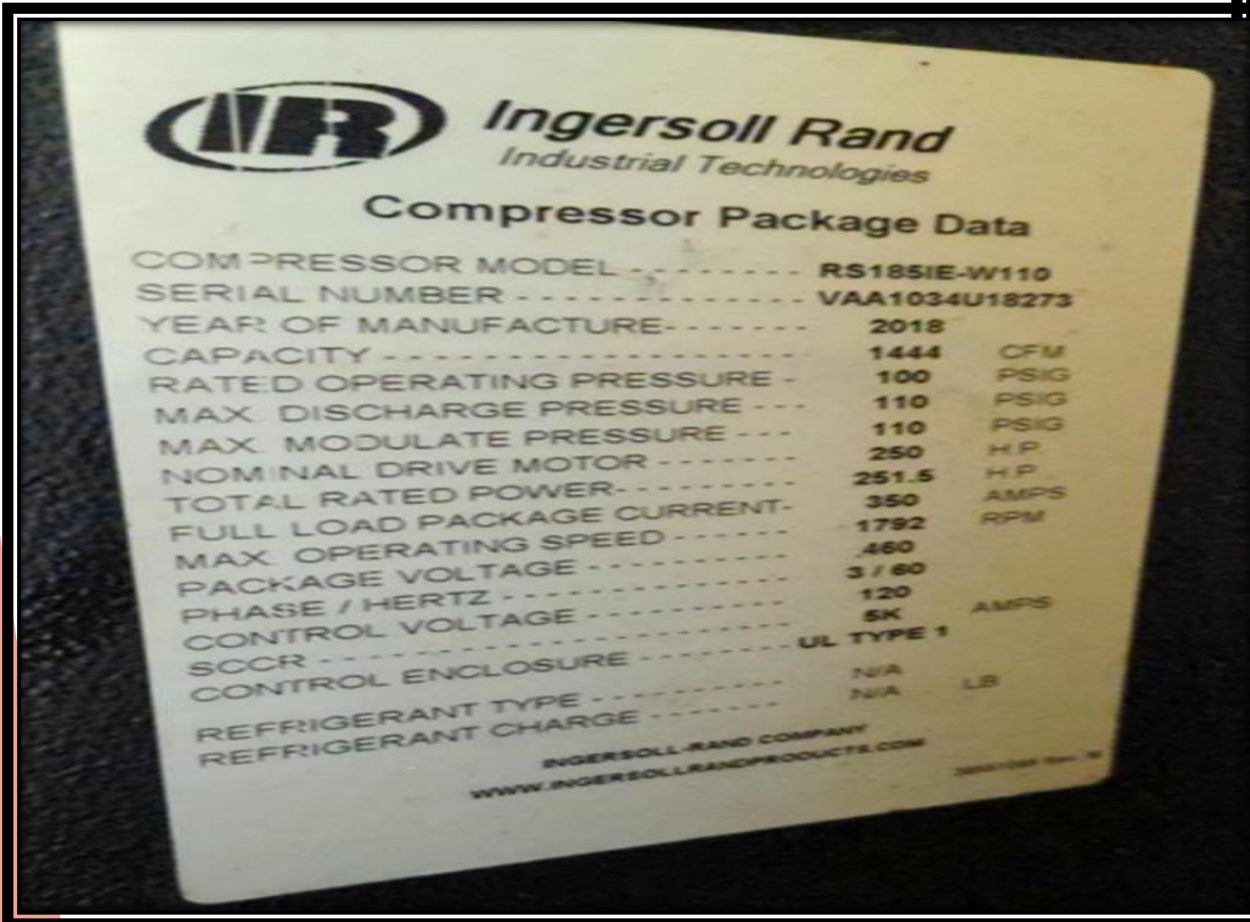 IR Ingersoll Rand
Industrial Technologies
Compressor Package Data
COMPRESSOR MODEL - - - - - - - - RS185IE-W110
SERIAL NUMBER - - - - - - - - - - - - - VAA1034U18273
YEAR OF MANUFACTURE- - - - - - - 2018
CAPACITY - - - - - - - - - - - - - - - - - - - 1444 CFM
RATED OPERATING PRESSURE - 100 PSIG
MAX. DISCHARGE PRESSURE - - - 110 PSIG
MAX. MODULATE PRESSURE - - - 110 PSIG
NOMINAL DRIVE MOTOR - - - - - - - 250 H.P.
TOTAL RATED POWER- - - - - - - - - 251.5 H.P.
FULL LOAD PACKAGE CURRENT- 350 AMPS
MAX. OPERATING SPEED - - - - - - 1792 RPM
PACKAGE VOLTAGE - - - - - - - - - - 460
PHASE / HERTZ - - - - - - - - - - - - - - 3 / 60
CONTROL VOLTAGE - - - - - - - - - - 120
SCCR - - - - - - - - - - - - - - - - - - - - - - 5K AMPS
CONTROL ENCLOSURE - - - - - - - - UL TYPE 1
REFRIGERANT TYPE - - - - - - - - - - N/A
REFRIGERANT CHARGE - - - - - - - N/A LB
INGERSOLL-RAND COMPANY
WWW.INGERSOLLRANDPRODUCTS.COM
Rev.